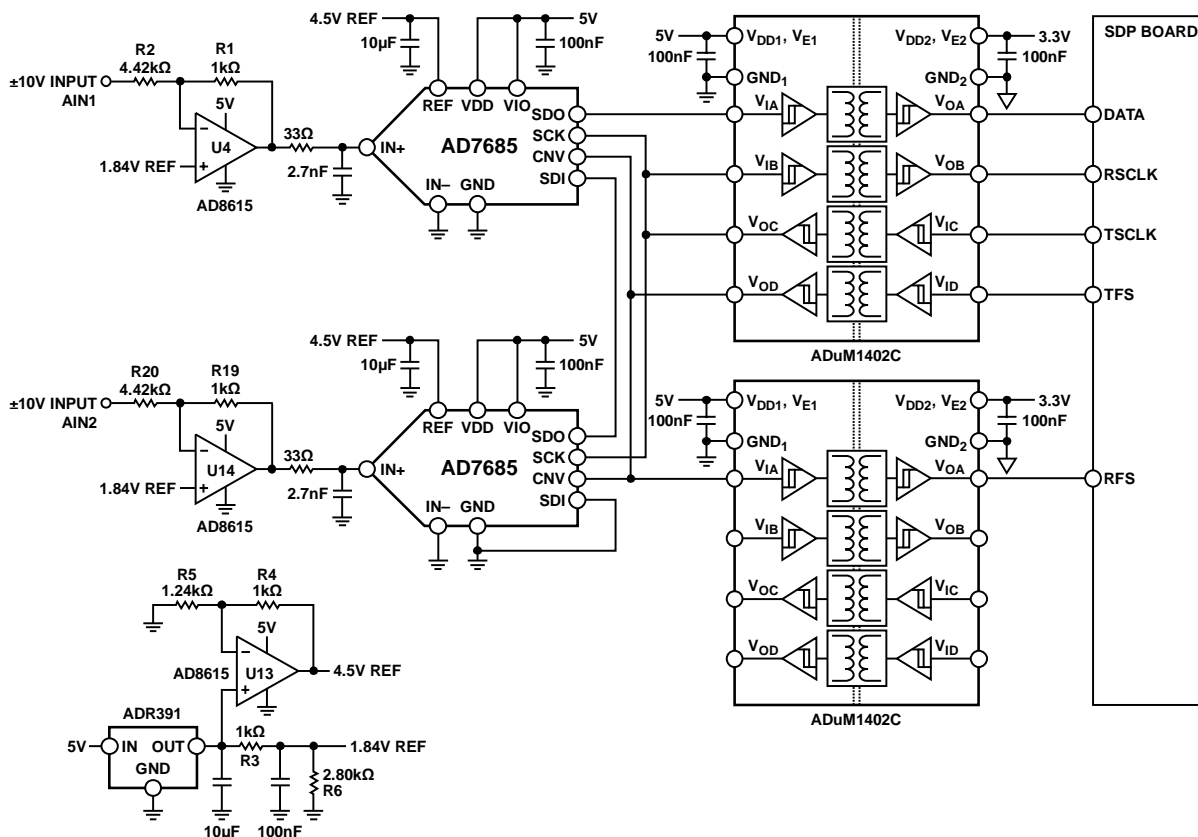 4.5V REF
10µF
5V
100nF
R2
4.42kΩ
R1
1kΩ
±10V INPUT
AIN1
5V
–
+
U4
1.84V REF
AD8615
33Ω
2.7nF
REF VDD VIO
IN+
AD7685
SDO
SCK
CNV
SDI
IN– GND
5V
100nF
VDD1, VE1
GND1
VDD2, VE2
GND2
3.3V
100nF
VIA
VOA
VIB
VOB
VOC
VIC
VOD
VID
ADuM1402C
SDP BOARD
DATA
RSCLK
TSCLK
TFS
4.5V REF
10µF
5V
100nF
R20
4.42kΩ
R19
1kΩ
±10V INPUT
AIN2
5V
–
+
U14
1.84V REF
AD8615
33Ω
2.7nF
REF VDD VIO
IN+
AD7685
SDO
SCK
CNV
SDI
IN– GND
5V
100nF
VDD1, VE1
GND1
VDD2, VE2
GND2
3.3V
100nF
VIA
VOA
VIB
VOB
VOC
VIC
VOD
VID
ADuM1402C
RFS
R5
1.24kΩ
R4
1kΩ
5V
–
+
AD8615
U13
4.5V REF
ADR391
5V
IN OUT
GND
1kΩ
R3
1.84V REF
2.80kΩ
R6
10µF
100nF